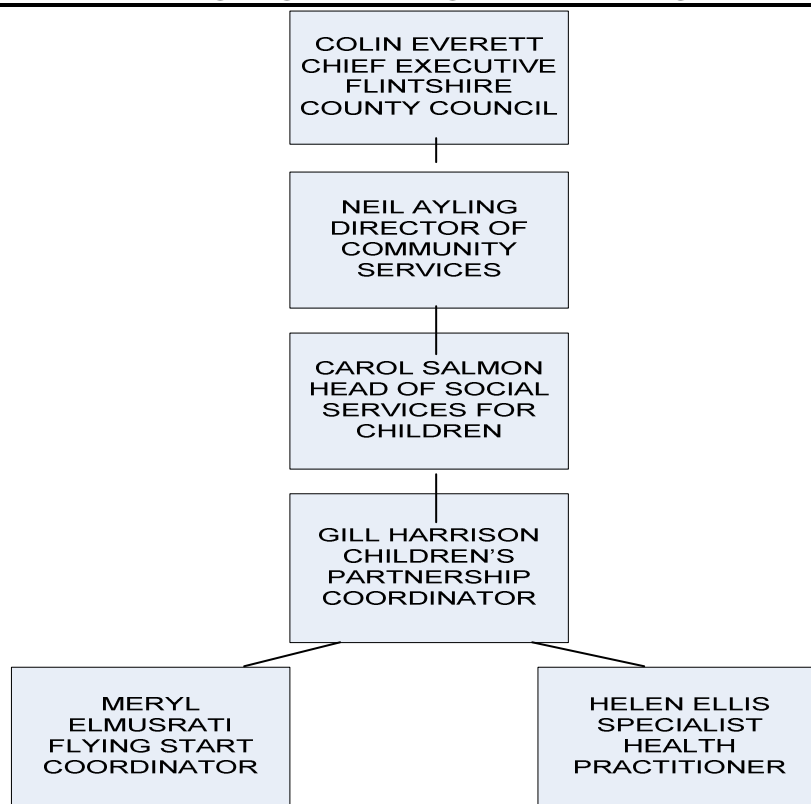 COLIN EVERETT
CHIEF EXECUTIVE
FLINTSHIRE
COUNTY COUNCIL
NEIL AYLING
DIRECTOR OF
COMMUNITY
SERVICES
CAROL SALMON
HEAD OF SOCIAL
SERVICES FOR
CHILDREN
GILL HARRISON
CHILDREN'S
PARTNERSHIP
COORDINATOR
MERYL
ELMUSRATI
FLYING START
COORDINATOR
HELEN ELLIS
SPECIALIST
HEALTH
PRACTITIONER